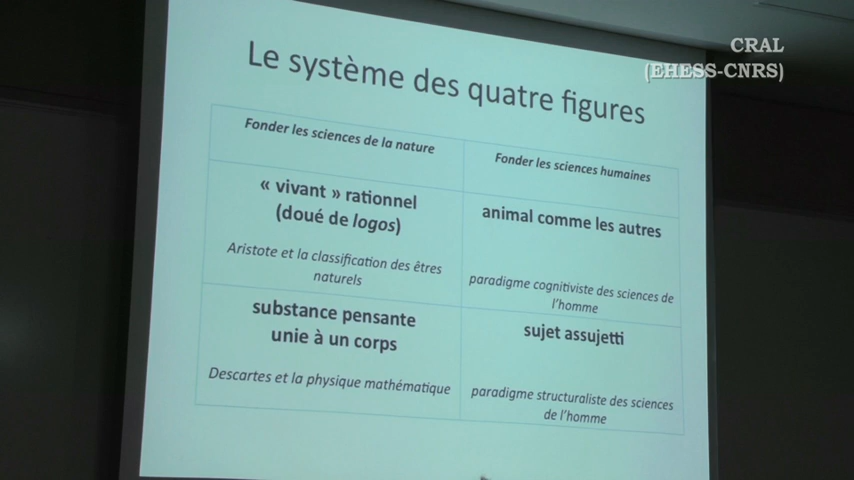 CRAL
(EHESS-CNRS)
Le système des quatre figures
Fonder les sciences de la nature
Fonder les sciences humaines
« vivant » rationnel
(doué de logos)
Aristote et la classification des êtres
naturels
animal comme les autres
paradigme cognitiviste des sciences de
l’homme
substance pensante
unie à un corps
Descartes et la physique mathématique
sujet assujetti
paradigme structuraliste des sciences
de l’homme